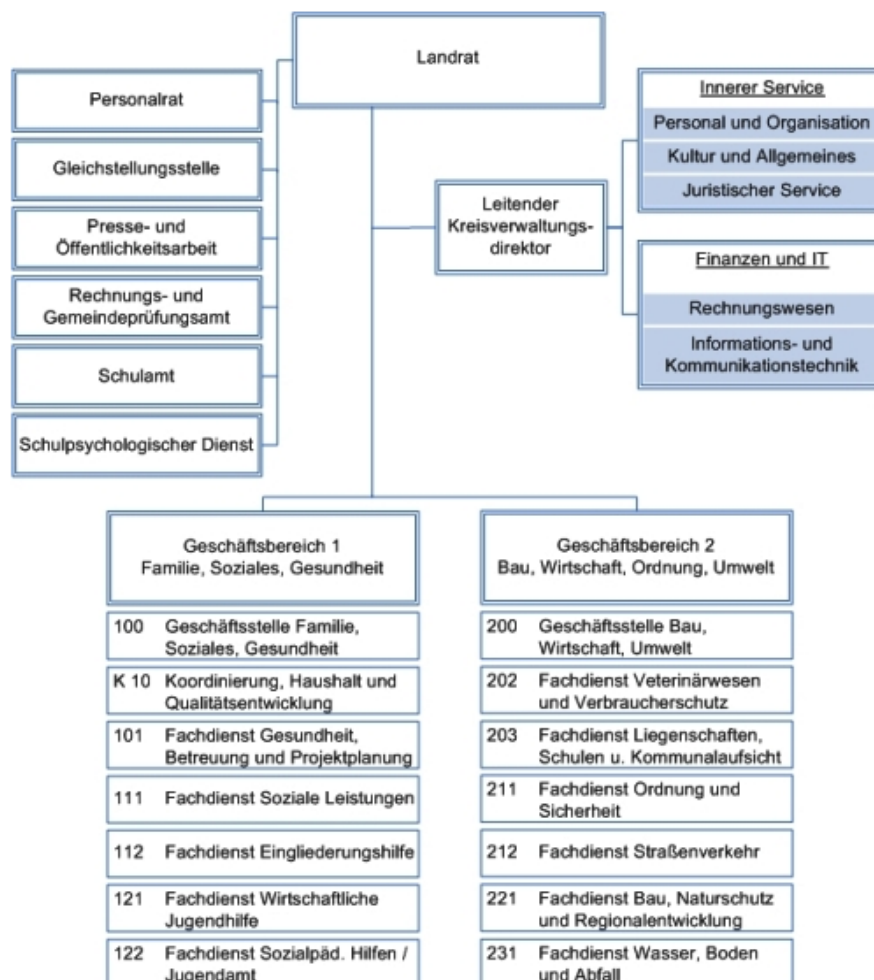 Landrat
Personalrat
Gleichstellungsstelle
Presse- und
Öffentlichkeitsarbeit
Rechnungs- und
Gemeindeprüfungsamt
Schulamt
Schulpsychologischer Dienst
Leitender
Kreisverwaltungs-
direktor
Innerer Service
Personal und Organisation
Kultur und Allgemeines
Juristischer Service
Finanzen und IT
Rechnungswesen
Informations- und
Kommunikationstechnik
Geschäftsbereich 1
Familie, Soziales, Gesundheit
100 Geschäftsstelle Familie,
Soziales, Gesundheit
K 10 Koordinierung, Haushalt und
Qualitätsentwicklung
101 Fachdienst Gesundheit,
Betreuung und Projektplanung
111 Fachdienst Soziale Leistungen
112 Fachdienst Eingliederungshilfe
121 Fachdienst Wirtschaftliche
Jugendhilfe
122 Fachdienst Sozialpäd. Hilfen /
Jugendamt
Geschäftsbereich 2
Bau, Wirtschaft, Ordnung, Umwelt
200 Geschäftsstelle Bau,
Wirtschaft, Umwelt
202 Fachdienst Veterinärwesen
und Verbraucherschutz
203 Fachdienst Liegenschaften,
Schulen u. Kommunalaufsicht
211 Fachdienst Ordnung und
Sicherheit
212 Fachdienst Straßenverkehr
221 Fachdienst Bau, Naturschutz
und Regionalentwicklung
231 Fachdienst Wasser, Boden
und Abfall